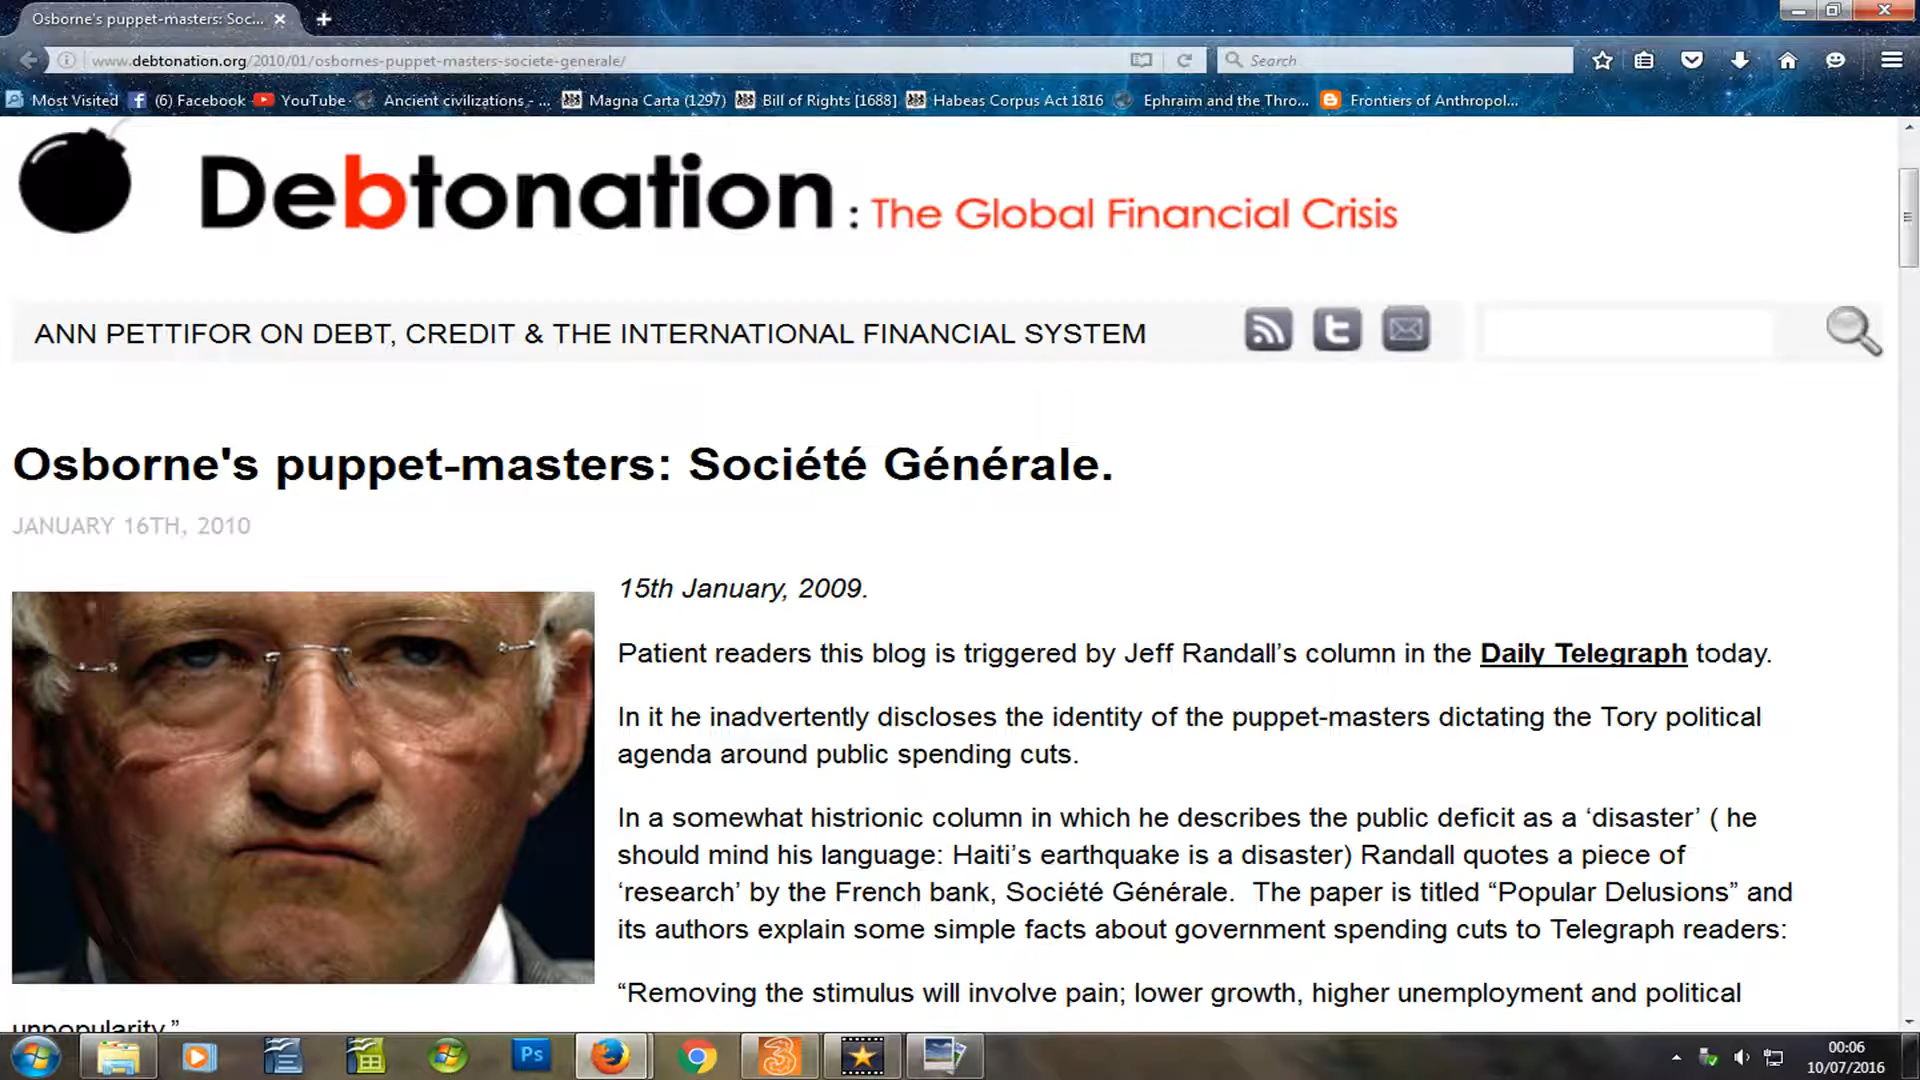 Osborne's puppet-masters: Soc...
www.debtonation.org/2010/01/osbornes-puppet-masters-societe-generale/
Search
Most Visited
(6) Facebook
YouTube
Ancient civilizations - ...
Magna Carta (1297)
Bill of Rights [1688]
Habeas Corpus Act 1816
Ephraim and the Thro...
Frontiers of Anthropol...
Debtonation : The Global Financial Crisis
ANN PETTIFOR ON DEBT, CREDIT & THE INTERNATIONAL FINANCIAL SYSTEM
Osborne's puppet-masters: Société Générale.
JANUARY 16TH, 2010
15th January, 2009.
Patient readers this blog is triggered by Jeff Randall’s column in the Daily Telegraph today.
In it he inadvertently discloses the identity of the puppet-masters dictating the Tory political
agenda around public spending cuts.
In a somewhat histrionic column in which he describes the public deficit as a ‘disaster’ ( he
should mind his language: Haiti’s earthquake is a disaster) Randall quotes a piece of
‘research’ by the French bank, Société Générale.  The paper is titled “Popular Delusions” and
its authors explain some simple facts about government spending cuts to Telegraph readers:
“Removing the stimulus will involve pain; lower growth, higher unemployment and political
unpopularity.”
Ps
3
00:06
10/07/2016